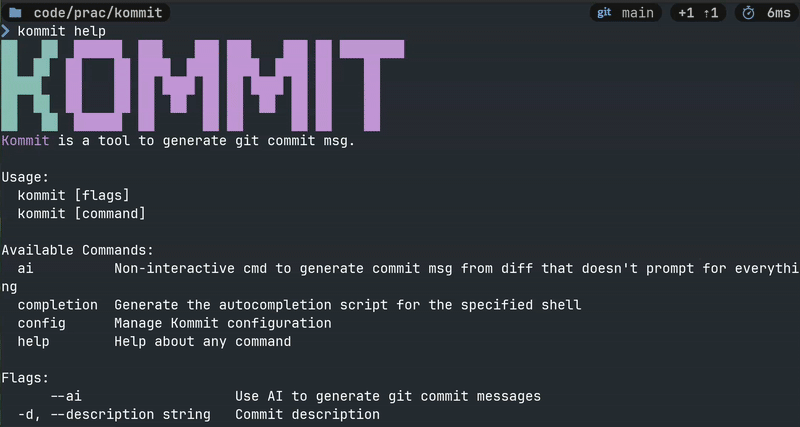 code/prac/kommit git main +1 ↑1 6ms
❯ kommit help
KOMMIT
Kommit is a tool to generate git commit msg.
Usage:
kommit [flags]
kommit [command]
Available Commands:
ai Non-interactive cmd to generate commit msg from diff that doesn't prompt for everythi
ng
completion Generate the autocompletion script for the specified shell
config Manage Kommit configuration
help Help about any command
Flags:
--ai Use AI to generate git commit messages
-d, --description string Commit description